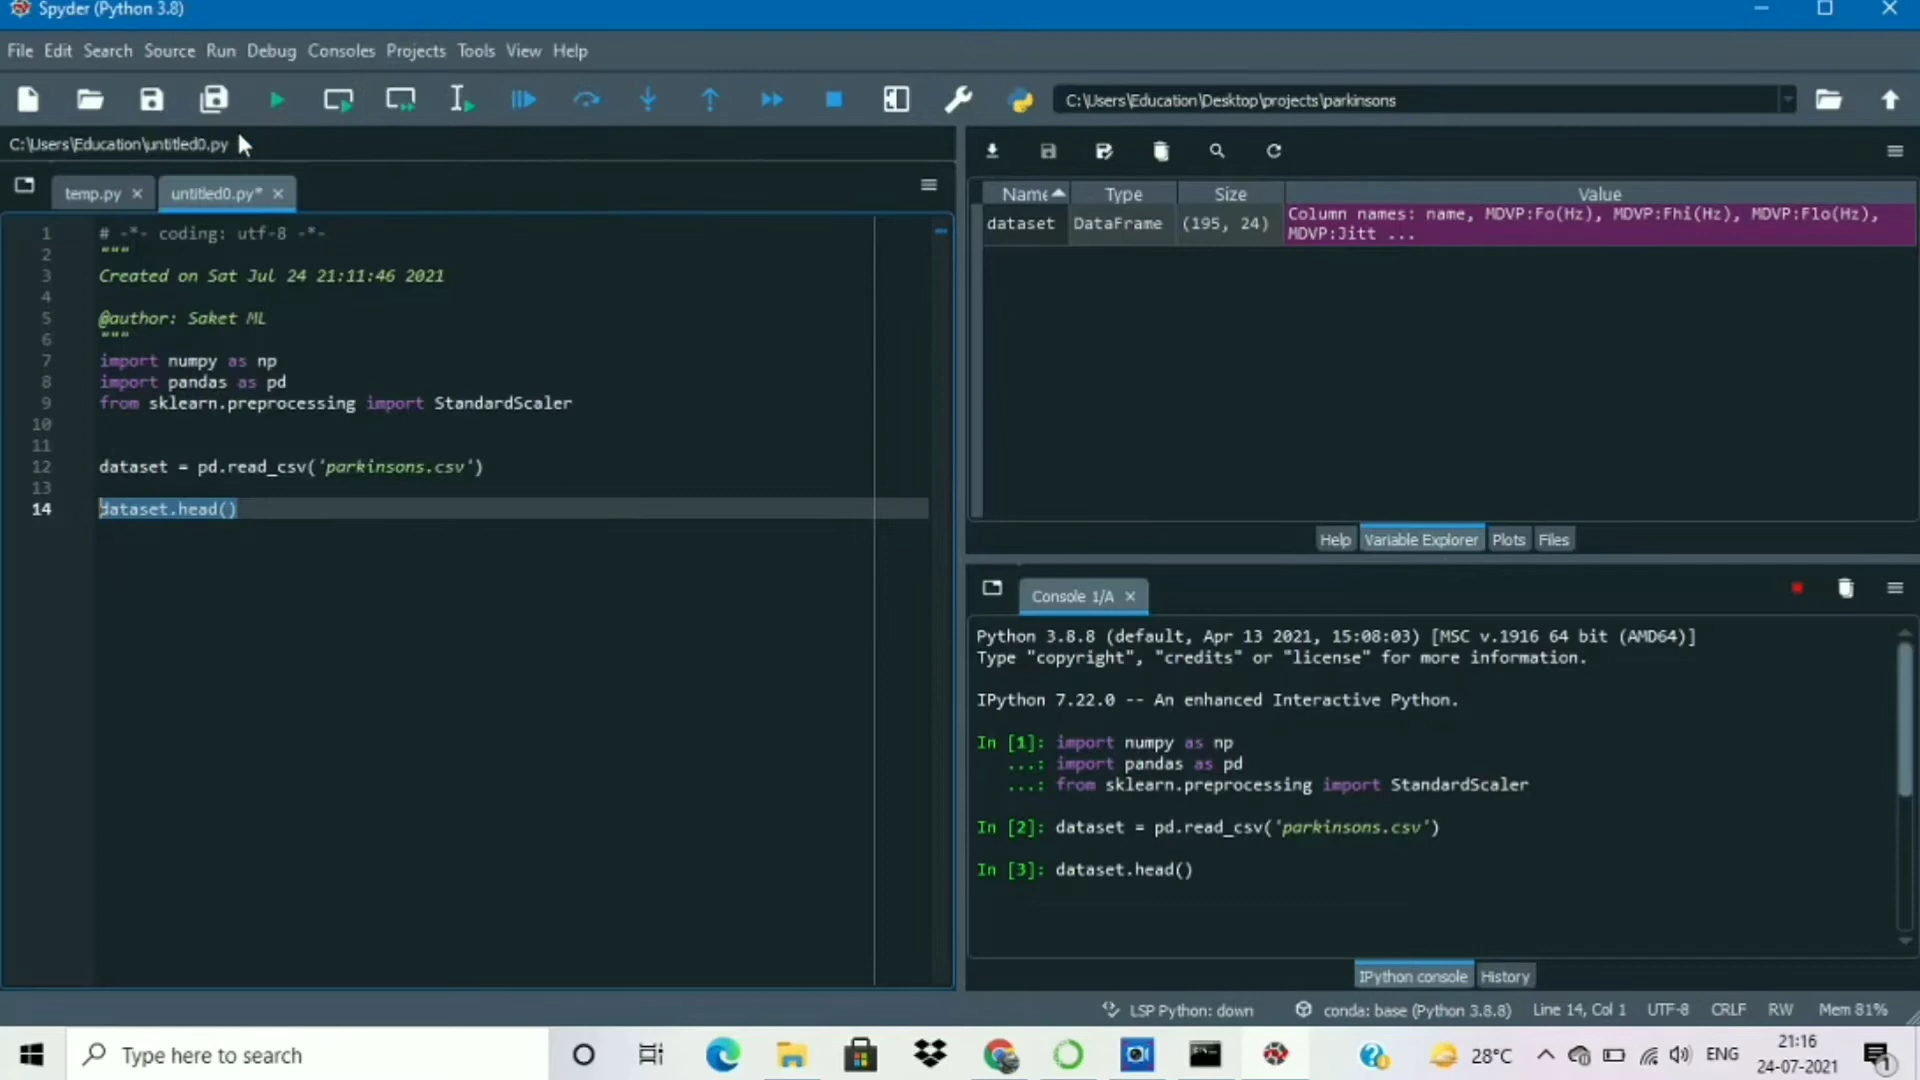 Spyder (Python 3.8)
File Edit Search Source Run Debug Consoles Projects Tools View Help
C:\Users\Education\Desktop\projects\parkinsons
C:\Users\Education\untitled0.py
temp.py
untitled0.py*
1 # -*- coding: utf-8 -*-
2 """
3 Created on Sat Jul 24 21:11:46 2021
4
5 @author: Saket ML
6 """
7 import numpy as np
8 import pandas as pd
9 from sklearn.preprocessing import StandardScaler
10
11
12 dataset = pd.read_csv('parkinsons.csv')
13
14 dataset.head()
Name Type Size Value
dataset DataFrame (195, 24) Column names: name, MDVP:Fo(Hz), MDVP:Fhi(Hz), MDVP:Flo(Hz),
MDVP:Jitt ...
Help Variable Explorer Plots Files
Console 1/A
Python 3.8.8 (default, Apr 13 2021, 15:08:03) [MSC v.1916 64 bit (AMD64)]
Type "copyright", "credits" or "license" for more information.
IPython 7.22.0 -- An enhanced Interactive Python.
In [1]: import numpy as np
...: import pandas as pd
...: from sklearn.preprocessing import StandardScaler
In [2]: dataset = pd.read_csv('parkinsons.csv')
In [3]: dataset.head()
IPython console History
LSP Python: down conda: base (Python 3.8.8) Line 14, Col 1 UTF-8 CRLF RW Mem 81%
Type here to search
28°C ENG
21:16
24-07-2021
1